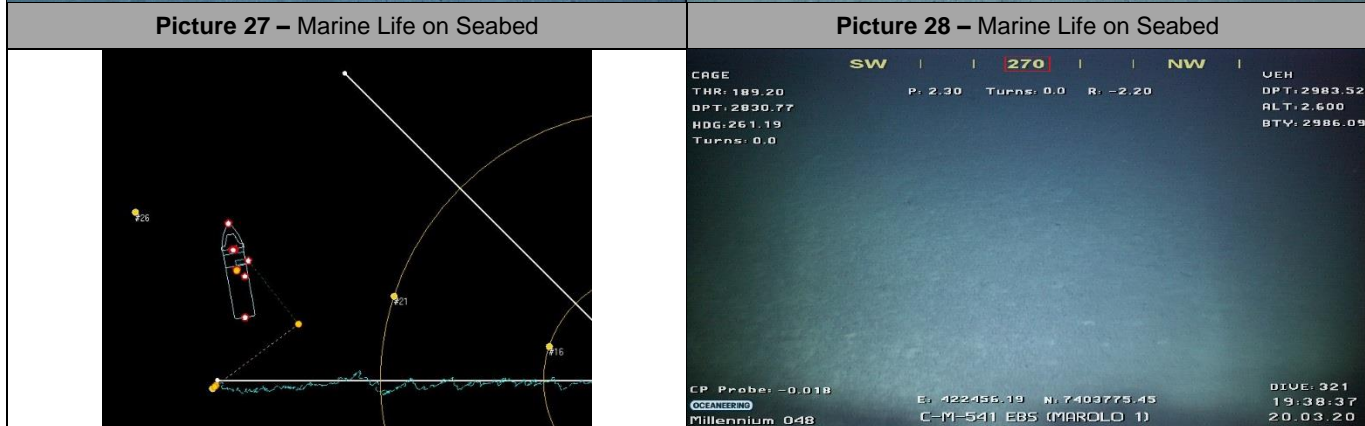 Picture 27 – Marine Life on Seabed
Picture 28 – Marine Life on Seabed
#26
#21
#16
SW | | 270 | | NW |
CAGE
THR: 189.20
DPT: 2830.77
HDG: 261.19
Turns: 0.0
P: 2.30 Turns: 0.0 R: -2.20
VEH
DPT: 2983.52
ALT: 2.600
BTY: 2986.09
CP Probe: -0.018
OCEANEERING
Millennium 048
E: 422456.19 N: 7403775.45
C-M-541 EBS (MAROLO 1)
DIVE: 321
19:38:37
20.03.20